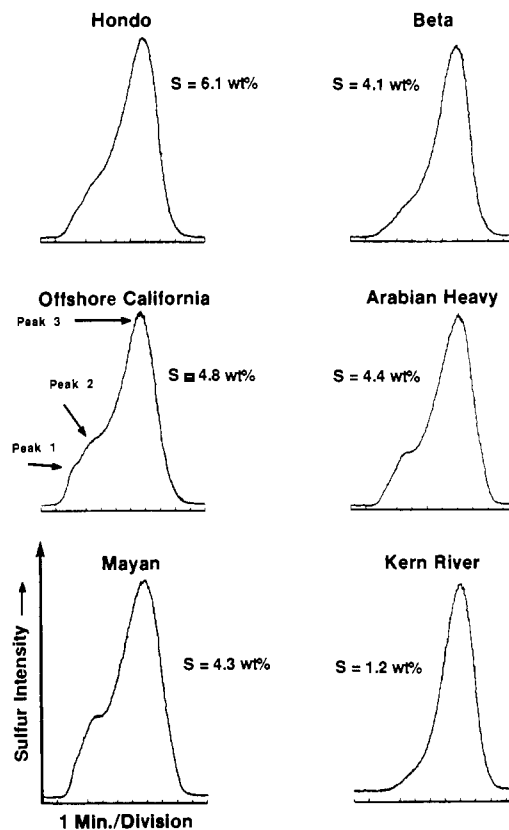 Hondo
S = 6.1 wt%
Beta
S = 4.1 wt%
Offshore California
Peak 3
Peak 2
Peak 1
S = 4.8 wt%
Arabian Heavy
S = 4.4 wt%
Mayan
S = 4.3 wt%
Kern River
S = 1.2 wt%
Sulfur Intensity
1 Min./Division